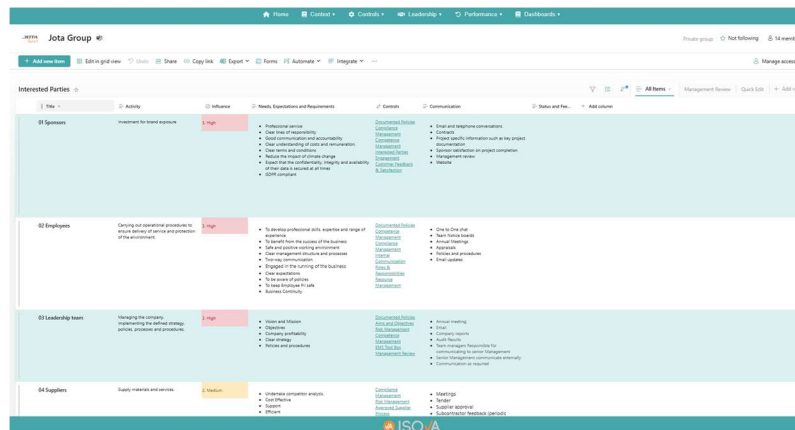 Home Context Controls Leadership Performance Dashboards
JOTA Jota Group Private group Not following 14 memb
+ Add new item Edit in grid view Undo Share Copy link Export Forms Automate Integrate ... Manage access
Interested Parties All Items Management Review Quick Edit + Add v
Title Activity Influence Needs, Expectations and Requirements Controls Communication Status and Fee... + Add column
01 Sponsors
Investment for brand exposure
3. High
• Professional service
• Clear lines of responsibility
• Good communication and accountability
• Clear understanding of costs and remuneration
• Clear terms and conditions
• Reduce the impact of climate change
• Expect that the confidentiality, integrity and availability
of their data is secured at all times
• GDPR compliant
Documented Policies
Compliance
Management
Competence
Management
Interested Parties
Engagement
Customer Feedback
& Satisfaction
• Email and telephone conversations
• Contracts
• Project specific information such as key project
documentation
• Sponsor satisfaction on project completion
• Management review
• Website
02 Employees
Carrying out operational procedures to
ensure delivery of service and protection
of the environment.
3. High
• To develop professional skills, expertise and range of
experience
• To benefit from the success of the business
• Safe and positive working environment
• Clear management structure and processes
• Two-way communication
• Engaged in the running of the business
• Clear expectations
• To be aware of policies
• To keep Employee PI safe
• Business Continuity.
Documented Policies
Competence
Management
Compliance
Management
Internal
Communication
Roles &
Responsibilities
Resource
Management
• One to One chat
• Team Notice boards
• Annual Meetings
• Appraisals
• Policies and procedures
• Email updates
03 Leadership team
Managing the company,
implementing the defined strategy,
policies, processes and procedures.
3. High
• Vision and Mission
• Objectives
• Company profitability
• Clear strategy
• Policies and procedures
Documented Policies
Aims and Objectives
Risk Management
Competence
Management
EMS Tool Box
Management Review
• Annual meeting
• Email
• Company reports
• Audit Results
• Team managers Responsible for
communicating to senior Management
• Senior Management communicate externally
• Communication as required
04 Suppliers
Supply materials and services.
2. Medium
• Undertake competitor analysis
• Cost Effective
• Support
• Efficient
Compliance
Management
Risk Management
Approved Supplier
Process
• Meetings
• Tender
• Supplier approval
• Subcontractor feedback (periodis
ISOVA